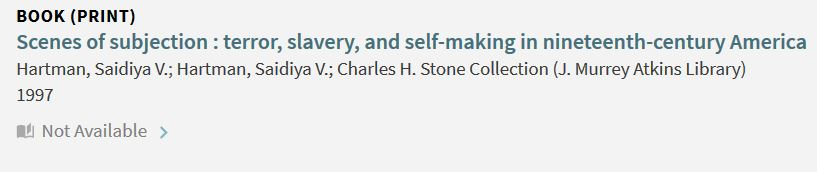 BOOK (PRINT)
Scenes of subjection : terror, slavery, and self-making in nineteenth-century America
Hartman, Saidiya V.; Hartman, Saidiya V.; Charles H. Stone Collection (J. Murrey Atkins Library)
1997
Not Available